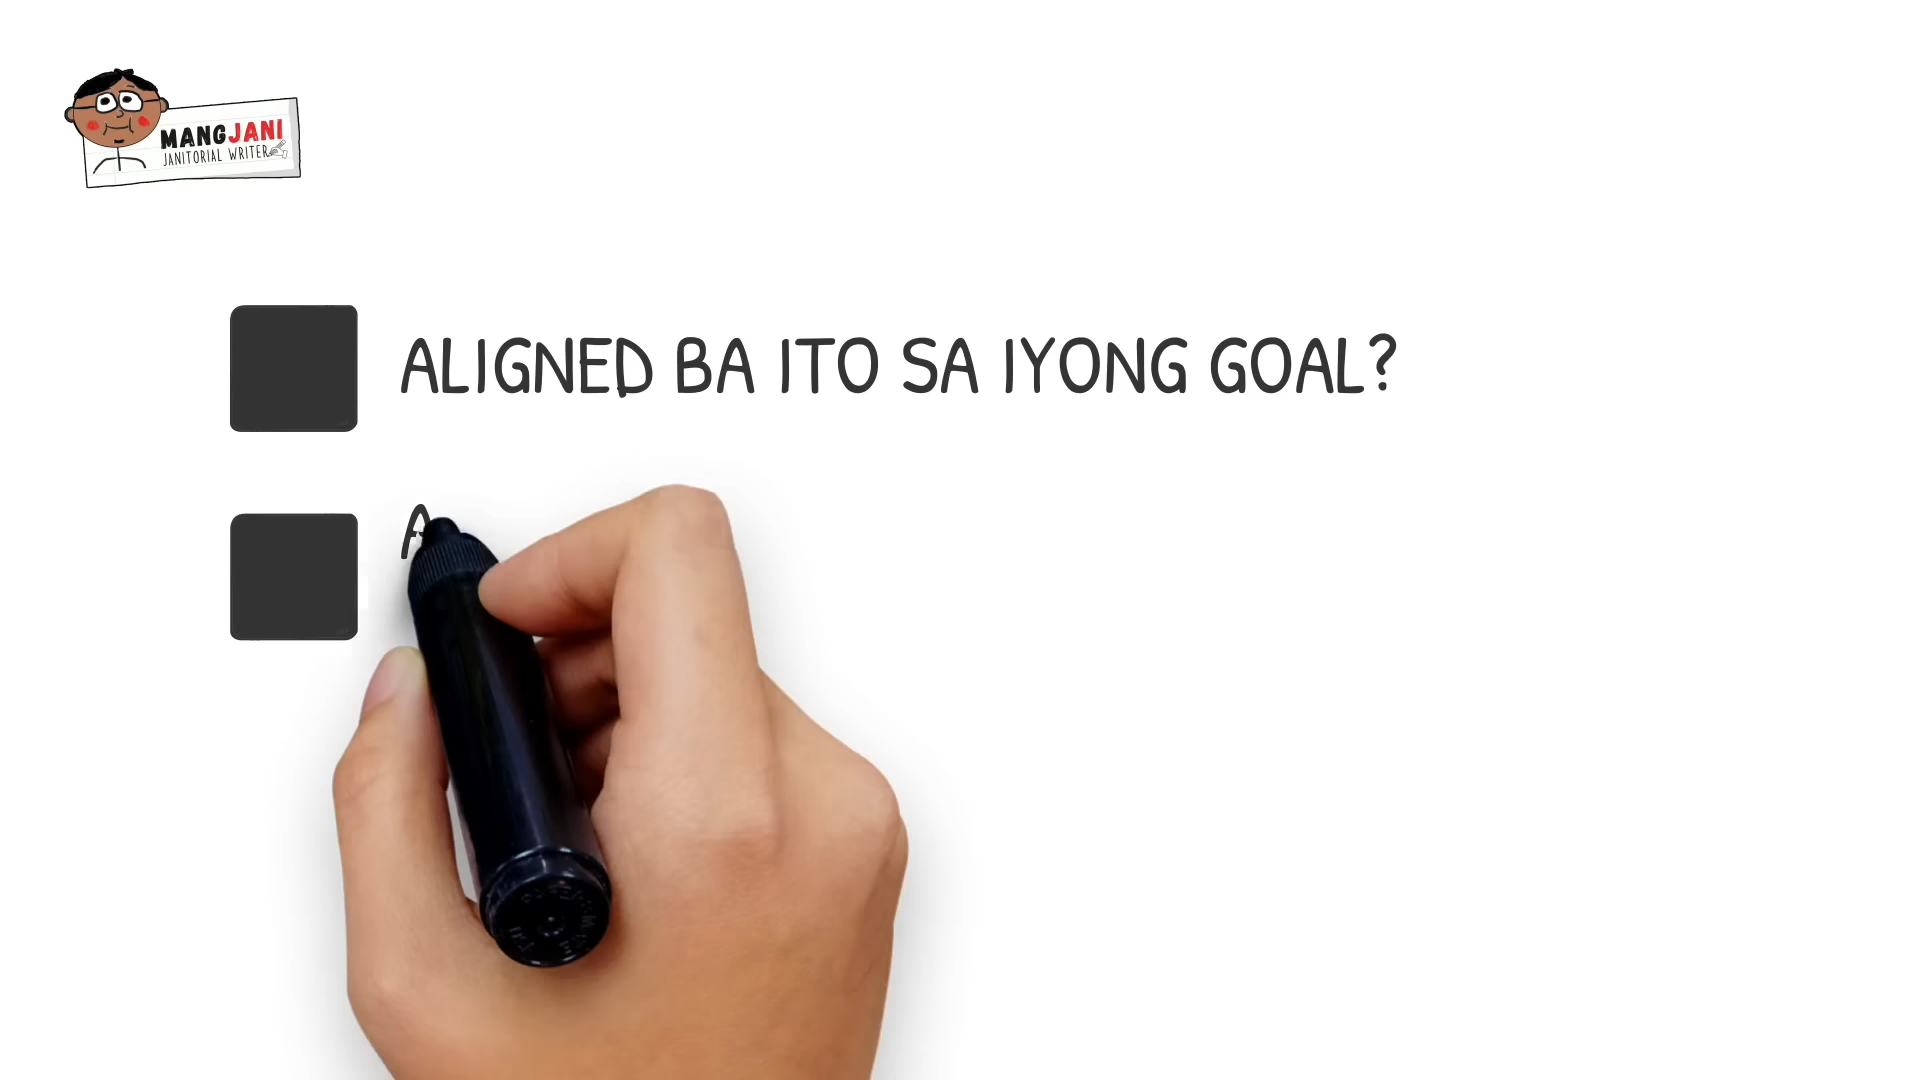 MANGJANI
JANITORIAL WRITER
ALIGNED BA ITO SA IYONG GOAL?
A